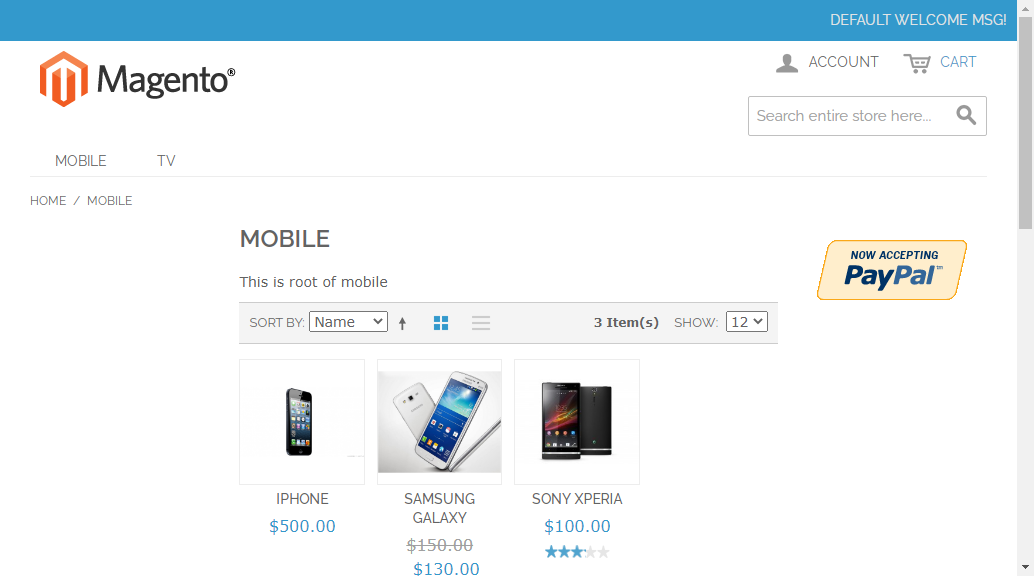 DEFAULT WELCOME MSG!
Magento®
ACCOUNT
CART
Search entire store here...
MOBILE TV
HOME / MOBILE
MOBILE
This is root of mobile
NOW ACCEPTING
PayPal™
SORT BY: Name 3 Item(s) SHOW: 12
IPHONE
$500.00
SAMSUNG
GALAXY
$150.00
$130.00
SONY XPERIA
$100.00